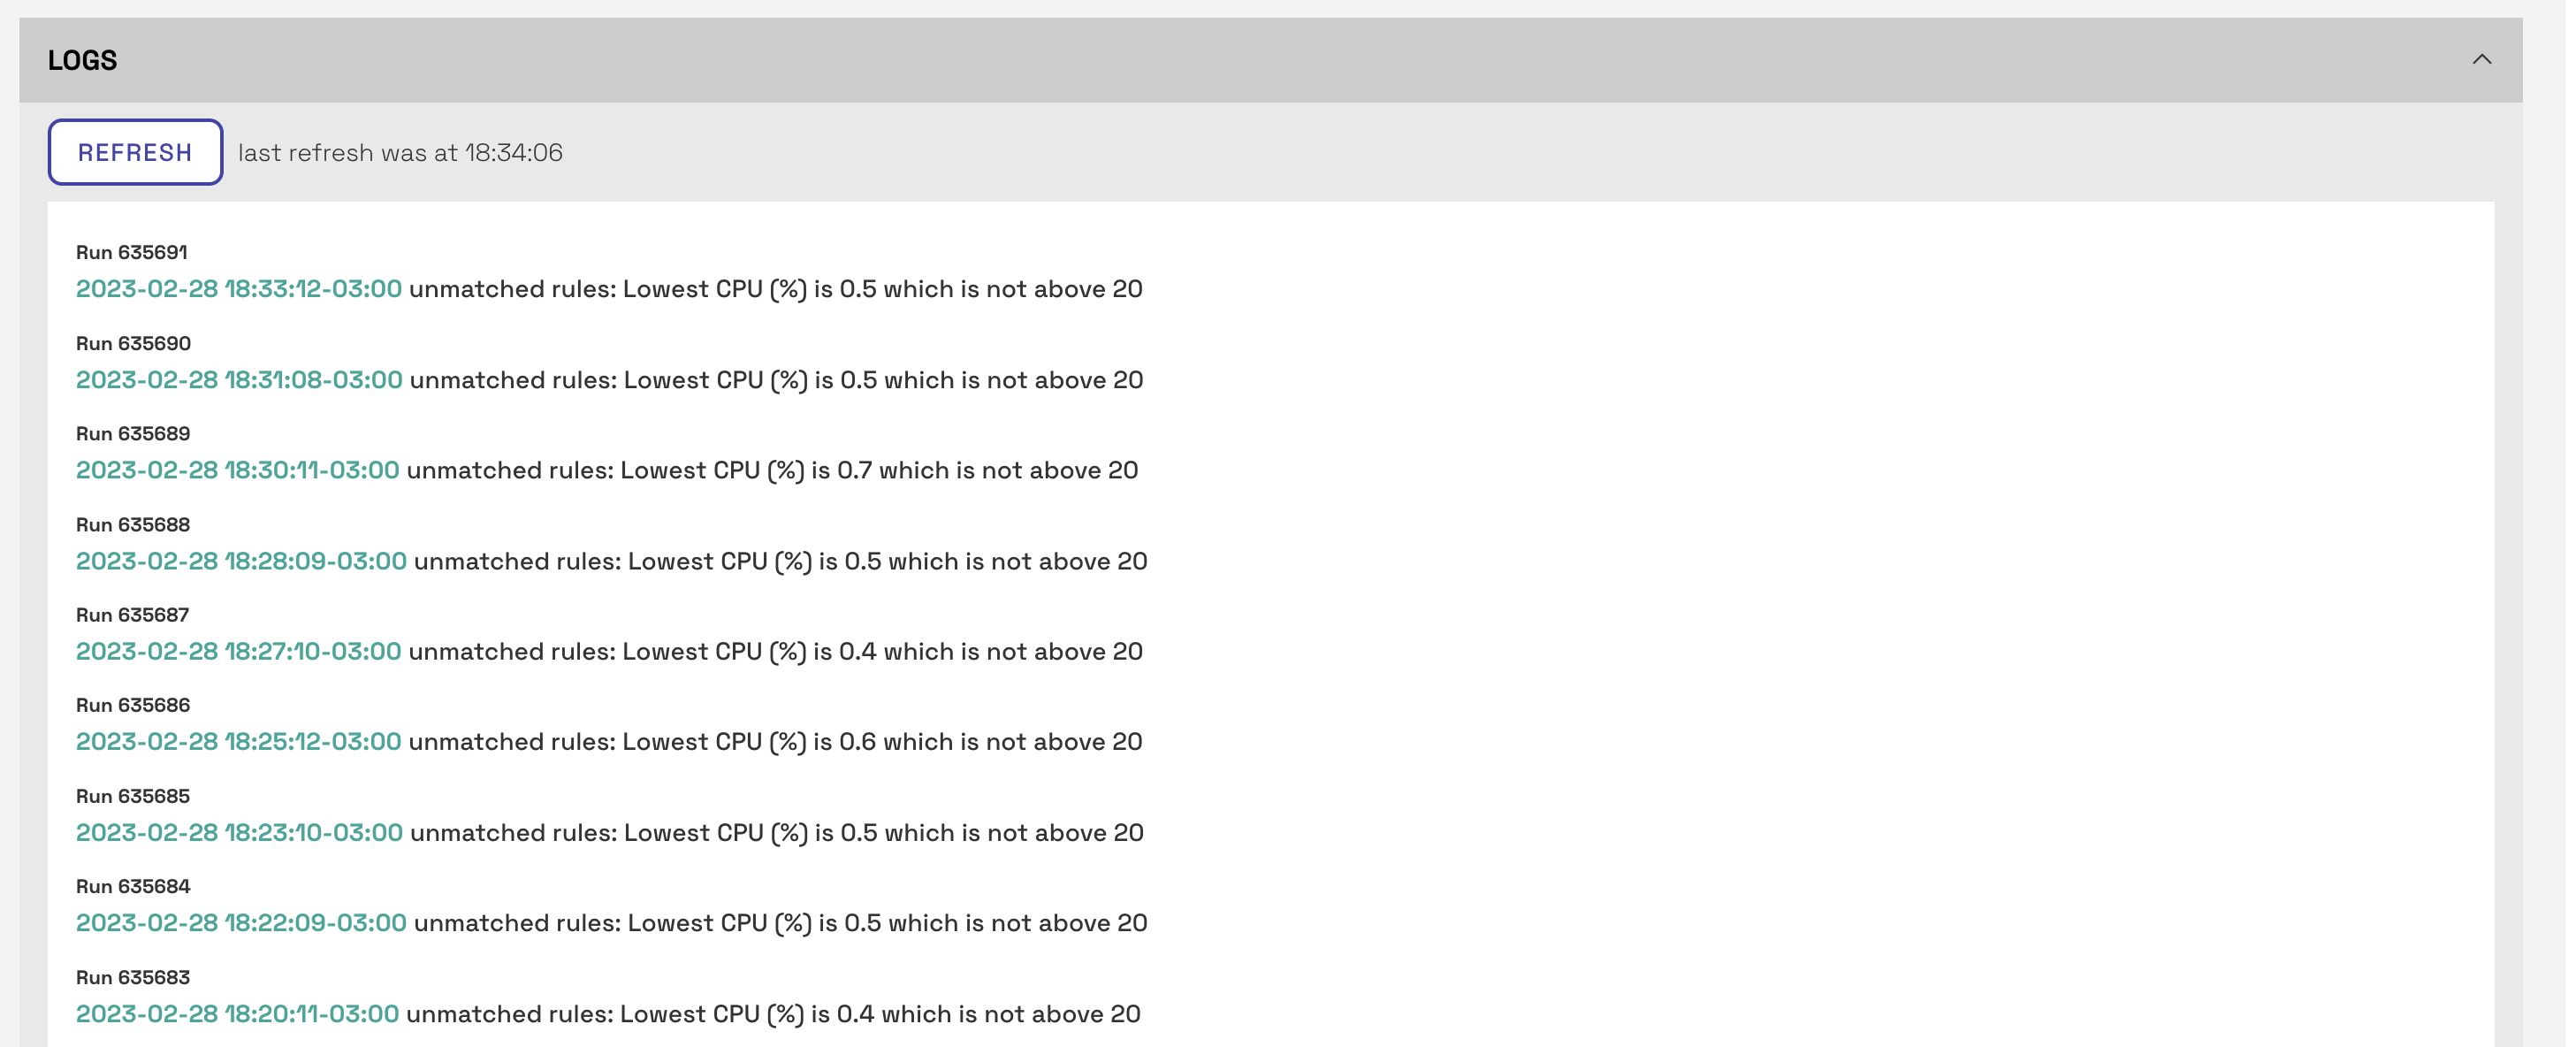 LOGS
REFRESH last refresh was at 18:34:06
Run 635691
2023-02-28 18:33:12-03:00 unmatched rules: Lowest CPU (%) is 0.5 which is not above 20
Run 635690
2023-02-28 18:31:08-03:00 unmatched rules: Lowest CPU (%) is 0.5 which is not above 20
Run 635689
2023-02-28 18:30:11-03:00 unmatched rules: Lowest CPU (%) is 0.7 which is not above 20
Run 635688
2023-02-28 18:28:09-03:00 unmatched rules: Lowest CPU (%) is 0.5 which is not above 20
Run 635687
2023-02-28 18:27:10-03:00 unmatched rules: Lowest CPU (%) is 0.4 which is not above 20
Run 635686
2023-02-28 18:25:12-03:00 unmatched rules: Lowest CPU (%) is 0.6 which is not above 20
Run 635685
2023-02-28 18:23:10-03:00 unmatched rules: Lowest CPU (%) is 0.5 which is not above 20
Run 635684
2023-02-28 18:22:09-03:00 unmatched rules: Lowest CPU (%) is 0.5 which is not above 20
Run 635683
2023-02-28 18:20:11-03:00 unmatched rules: Lowest CPU (%) is 0.4 which is not above 20